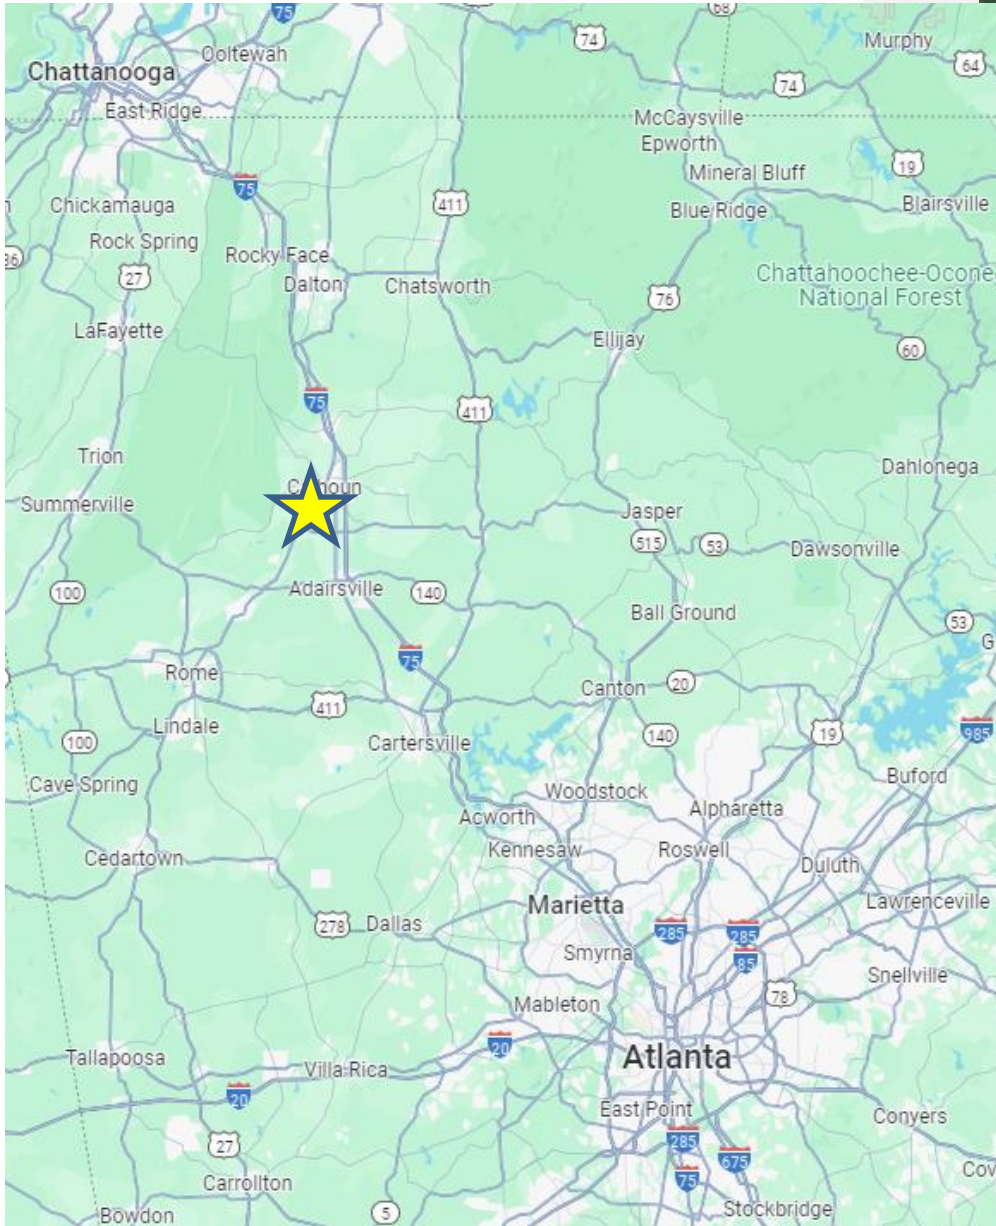 75
68
74
Murphy
Ooltewah
64
Chattanooga
74
East Ridge
McCaysville
Epworth
19
Mineral Bluff
75
411
Chickamauga
Blairsville
Blue Ridge
Rock Spring
Rocky Face
27
Chattahoochee-Ocone
National Forest
Dalton
Chatsworth
76
LaFayette
Ellijay
60
75
411
Trion
Dahlonega
Summerville
Jasper
515
53
Dawsonville
Adairsville
100
140
Ball Ground
53
G
75
Rome
Canton
20
411
Lindale
19
985
100
140
Cartersville
Buford
Cave Spring
Woodstock
Alpharetta
Acworth
Kennesaw
Roswell
Cedartown
Duluth
Lawrenceville
Marietta
278
Dallas
285
285
Smyrna
85
Snellville
78
Mableton
20
Tallapoosa
Atlanta
Villa Rica
20
East Point
Conyers
27
285
675
Cov
Carrollton
75
5
Bowdon
Stockbridge